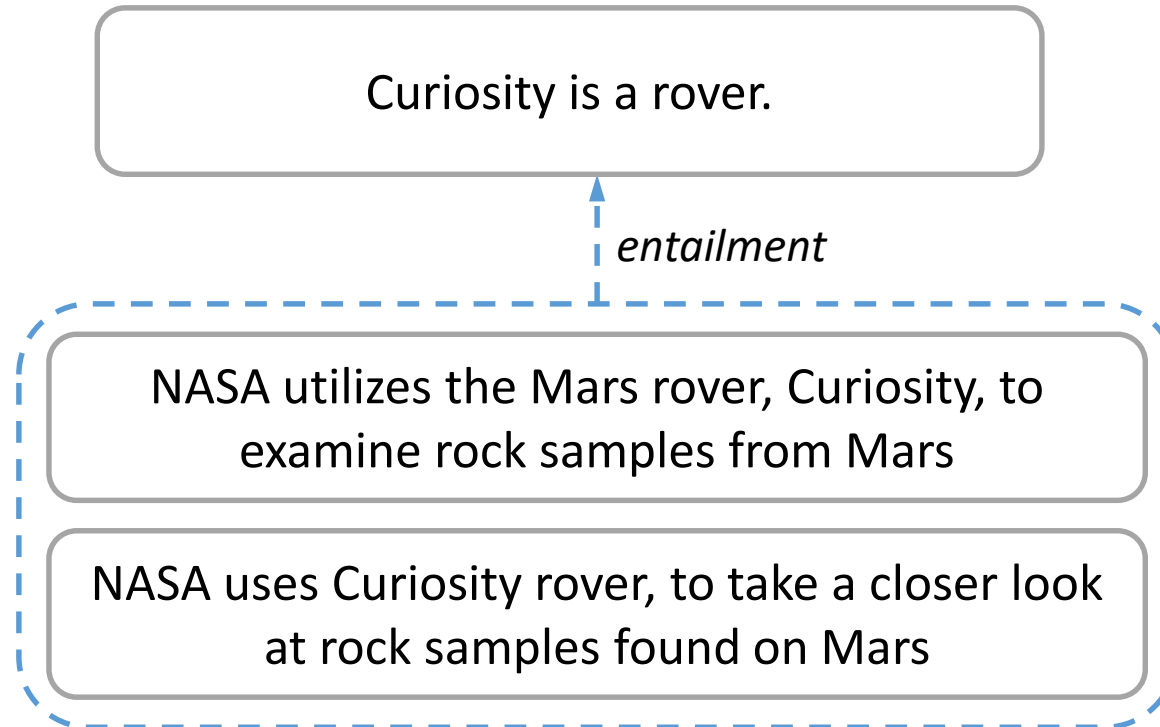 Curiosity is a rover.
entailment
NASA utilizes the Mars rover, Curiosity, to
examine rock samples from Mars
NASA uses Curiosity rover, to take a closer look
at rock samples found on Mars